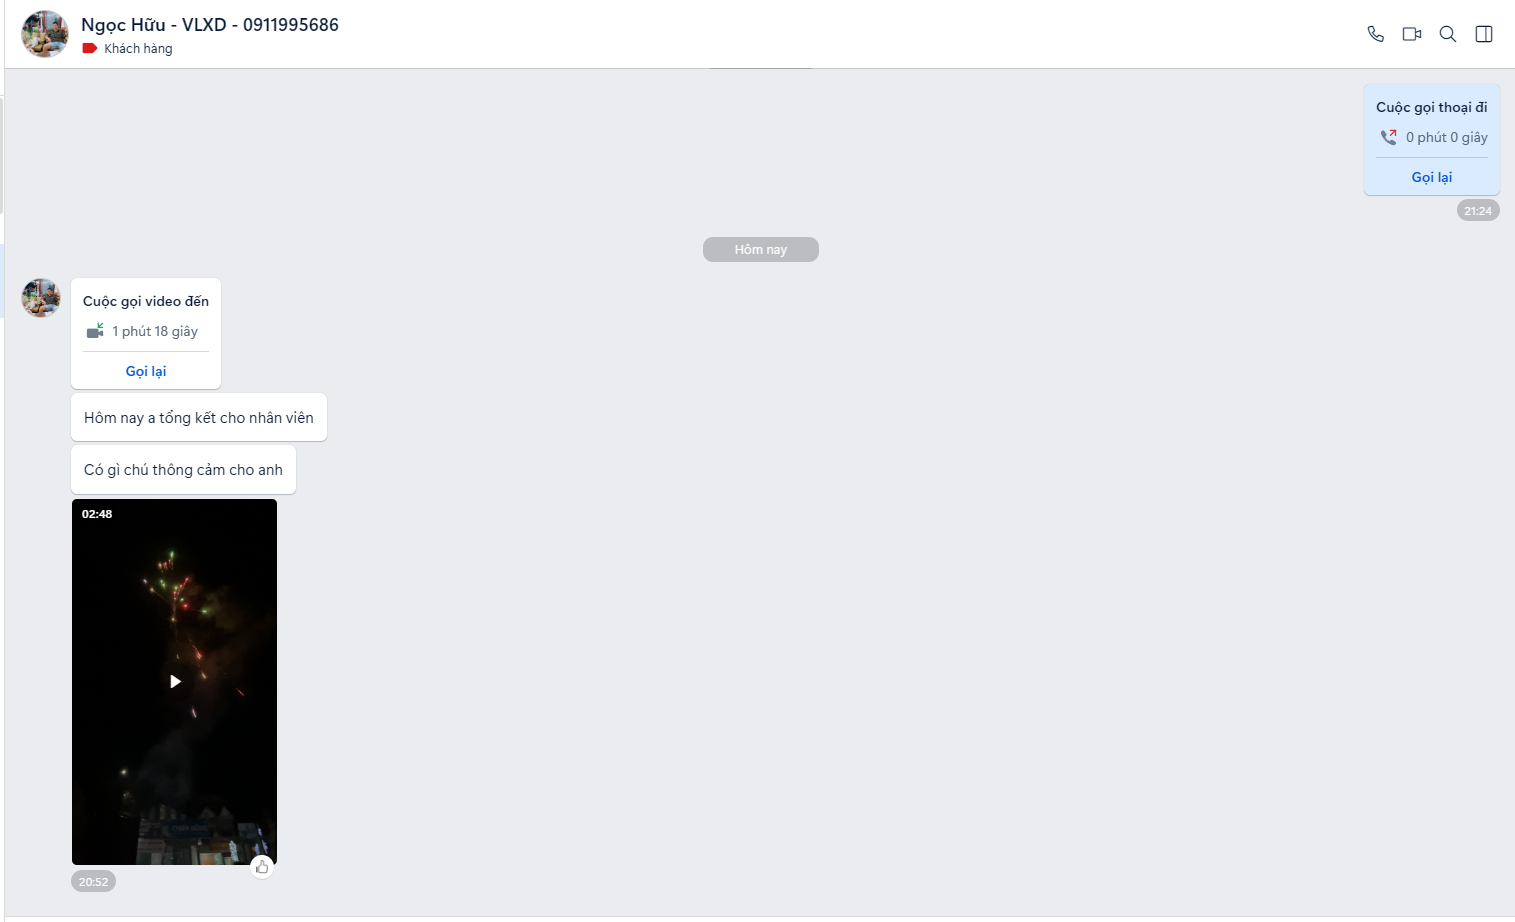 Ngọc Hữu - VLXD - 0911995686
Khách hàng
Cuộc gọi thoại đi
0 phút 0 giây
Gọi lại
21:24
Hôm nay
Cuộc gọi video đến
1 phút 18 giây
Gọi lại
Hôm nay a tổng kết cho nhân viên
Có gì chú thông cảm cho anh
02:48
20:52